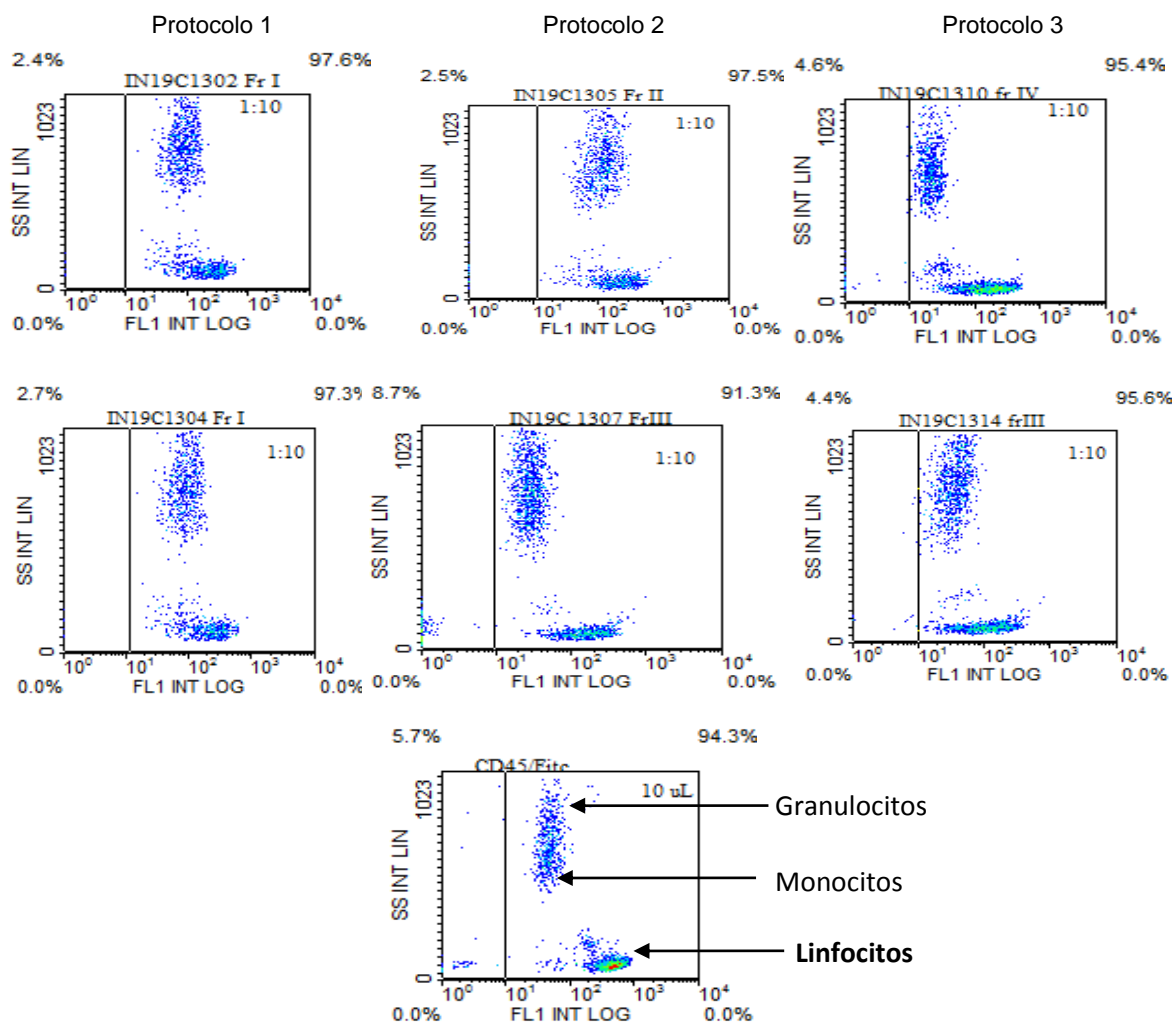 Protocolo 1
Protocolo 2
Protocolo 3
2.4%
97.6%
IN19C1302 Fr I
1:10
1023
SS INT LIN
0
10⁰ 10¹ 10² 10³ 10⁴
0.0%
FL1 INT LOG
0.0%
2.5%
97.5%
IN19C1305 Fr II
1:10
1023
SS INT LIN
0
10⁰ 10¹ 10² 10³ 10⁴
0.0%
FL1 INT LOG
0.0%
4.6%
95.4%
IN19C1310 fr IV
1:10
1023
SS INT LIN
0
10⁰ 10¹ 10² 10³ 10⁴
0.0%
FL1 INT LOG
0.0%
2.7%
97.3%
IN19C1304 Fr I
1:10
1023
SS INT LIN
0
10⁰ 10¹ 10² 10³ 10⁴
0.0%
FL1 INT LOG
0.0%
8.7%
91.3%
IN19C 1307 FrIII
1:10
1023
SS INT LIN
0
10⁰ 10¹ 10² 10³ 10⁴
0.0%
FL1 INT LOG
0.0%
4.4%
95.6%
IN19C1314 frIII
1:10
1023
SS INT LIN
0
10⁰ 10¹ 10² 10³ 10⁴
0.0%
FL1 INT LOG
0.0%
5.7%
94.3%
CD45/Fitc
10 uL
1023
SS INT LIN
0
10⁰ 10¹ 10² 10³ 10⁴
0.0%
FL1 INT LOG
0.0%
Granulocitos
Monocitos
Linfocitos